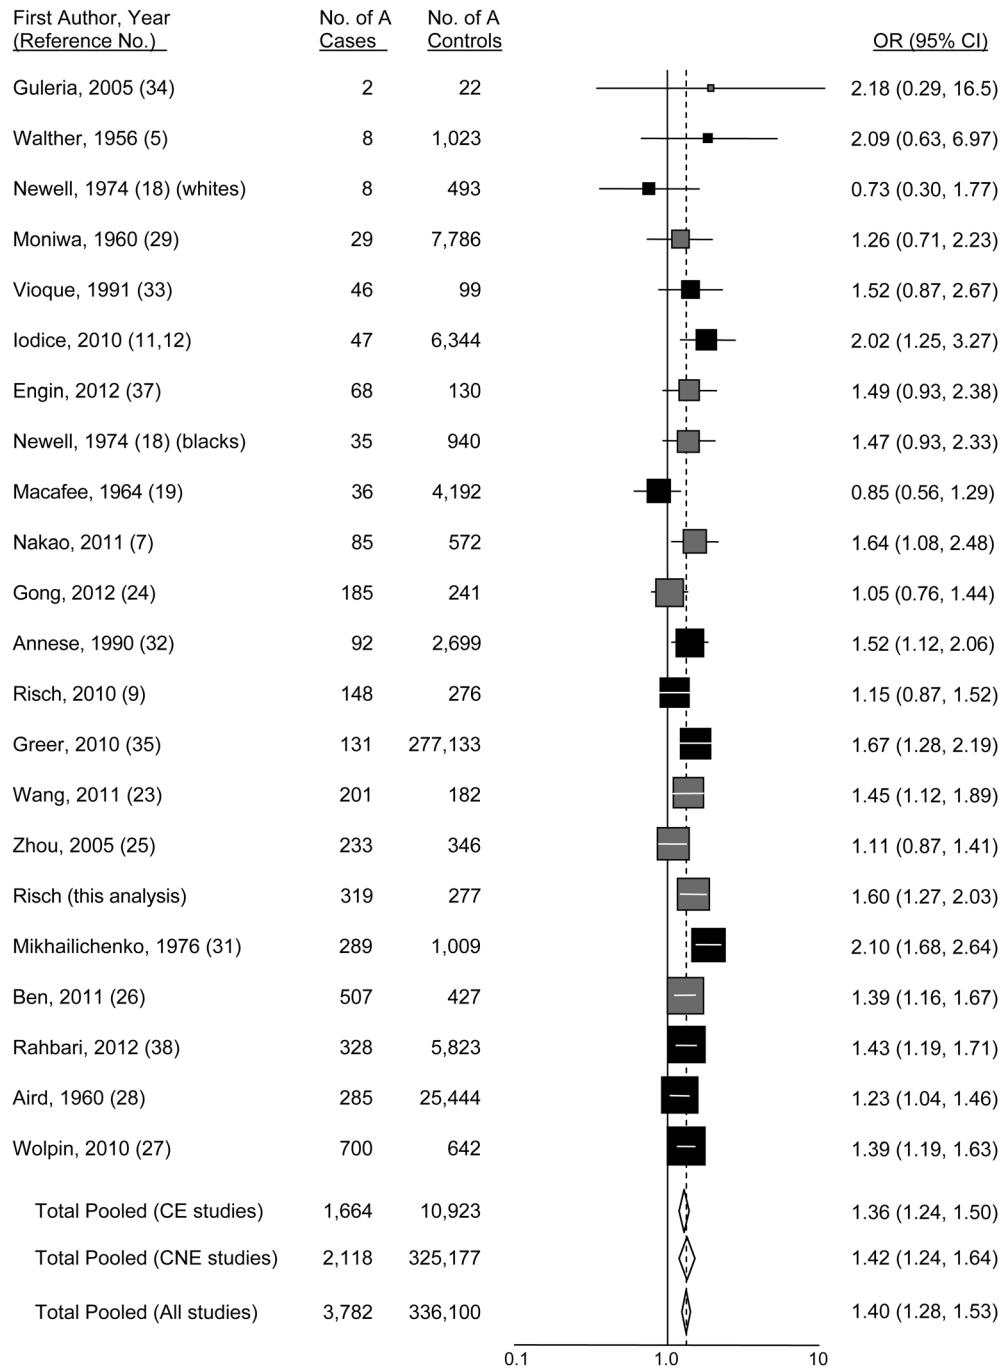 First Author, Year No. of A No. of A
(Reference No.) Cases Controls OR (95% CI)
Guleria, 2005 (34) 2 22 2.18 (0.29, 16.5)
Walther, 1956 (5) 8 1,023 2.09 (0.63, 6.97)
Newell, 1974 (18) (whites) 8 493 0.73 (0.30, 1.77)
Moniwa, 1960 (29) 29 7,786 1.26 (0.71, 2.23)
Vioque, 1991 (33) 46 99 1.52 (0.87, 2.67)
Iodice, 2010 (11,12) 47 6,344 2.02 (1.25, 3.27)
Engin, 2012 (37) 68 130 1.49 (0.93, 2.38)
Newell, 1974 (18) (blacks) 35 940 1.47 (0.93, 2.33)
Macafee, 1964 (19) 36 4,192 0.85 (0.56, 1.29)
Nakao, 2011 (7) 85 572 1.64 (1.08, 2.48)
Gong, 2012 (24) 185 241 1.05 (0.76, 1.44)
Annese, 1990 (32) 92 2,699 1.52 (1.12, 2.06)
Risch, 2010 (9) 148 276 1.15 (0.87, 1.52)
Greer, 2010 (35) 131 277,133 1.67 (1.28, 2.19)
Wang, 2011 (23) 201 182 1.45 (1.12, 1.89)
Zhou, 2005 (25) 233 346 1.11 (0.87, 1.41)
Risch (this analysis) 319 277 1.60 (1.27, 2.03)
Mikhailichenko, 1976 (31) 289 1,009 2.10 (1.68, 2.64)
Ben, 2011 (26) 507 427 1.39 (1.16, 1.67)
Rahbari, 2012 (38) 328 5,823 1.43 (1.19, 1.71)
Aird, 1960 (28) 285 25,444 1.23 (1.04, 1.46)
Wolpin, 2010 (27) 700 642 1.39 (1.19, 1.63)
Total Pooled (CE studies) 1,664 10,923 1.36 (1.24, 1.50)
Total Pooled (CNE studies) 2,118 325,177 1.42 (1.24, 1.64)
Total Pooled (All studies) 3,782 336,100 1.40 (1.28, 1.53)
0.1 1.0 10